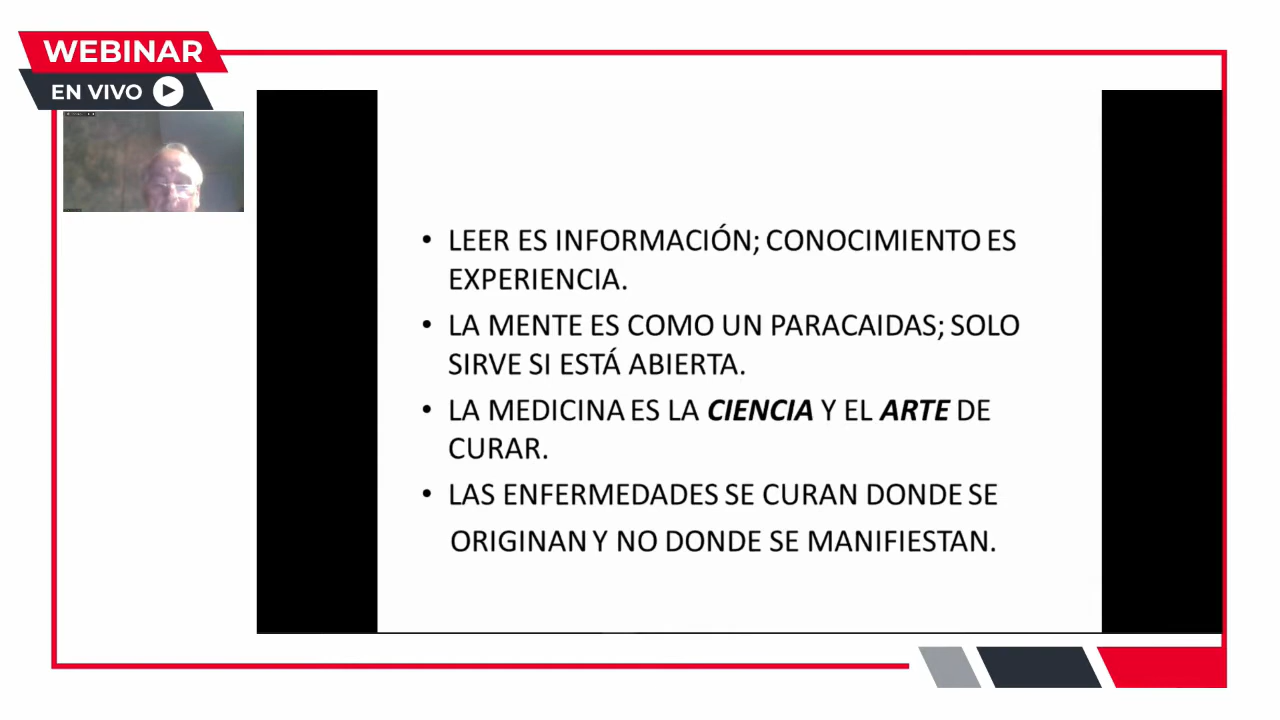 WEBINAR
EN VIVO
• LEER ES INFORMACIÓN; CONOCIMIENTO ES
EXPERIENCIA.
• LA MENTE ES COMO UN PARACAIDAS; SOLO
SIRVE SI ESTÁ ABIERTA.
• LA MEDICINA ES LA CIENCIA Y EL ARTE DE
CURAR.
• LAS ENFERMEDADES SE CURAN DONDE SE
ORIGINAN Y NO DONDE SE MANIFIESTAN.